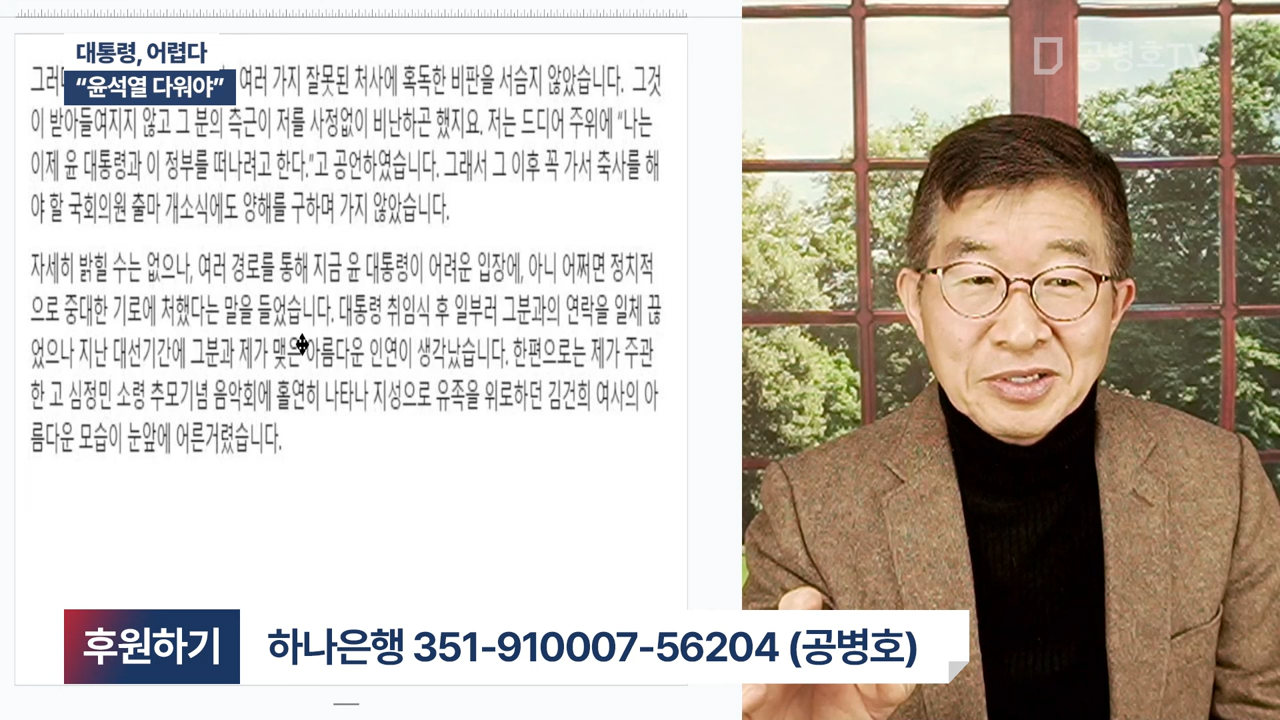 대통령, 어렵다
“윤석열 다워야”
여러 가지 잘못된 처사에 혹독한 비판을 서슴지 않았습니다. 그것
이 받아들여지지 않고 그 분의 측근이 저를 사정없이 비난하곤 했지요. 저는 드디어 주위에 “나는
이제 윤 대통령과 이 정부를 떠나려고 한다.”고 공언하였습니다. 그래서 그 이후 꼭 가서 축사를 해
야 할 국회의원 출마 개소식에도 양해를 구하며 가지 않았습니다.
자세히 밝힐 수는 없으나, 여러 경로를 통해 지금 윤 대통령이 어려운 입장에, 아니 어쩌면 정치적
으로 중대한 기로에 처했다는 말을 들었습니다. 대통령 취임식 후 일부러 그분과의 연락을 일체 끊
었으나 지난 대선기간에 그분과 제가 맺은 아름다운 인연이 생각났습니다. 한편으로는 제가 주관
한 고 심정민 소령 추모기념 음악회에 홀연히 나타나 지성으로 유족을 위로하던 김건희 여사의 아
름다운 모습이 눈앞에 어른거렸습니다.
공병호TV
후원하기
하나은행 351-910007-56204 (공병호)